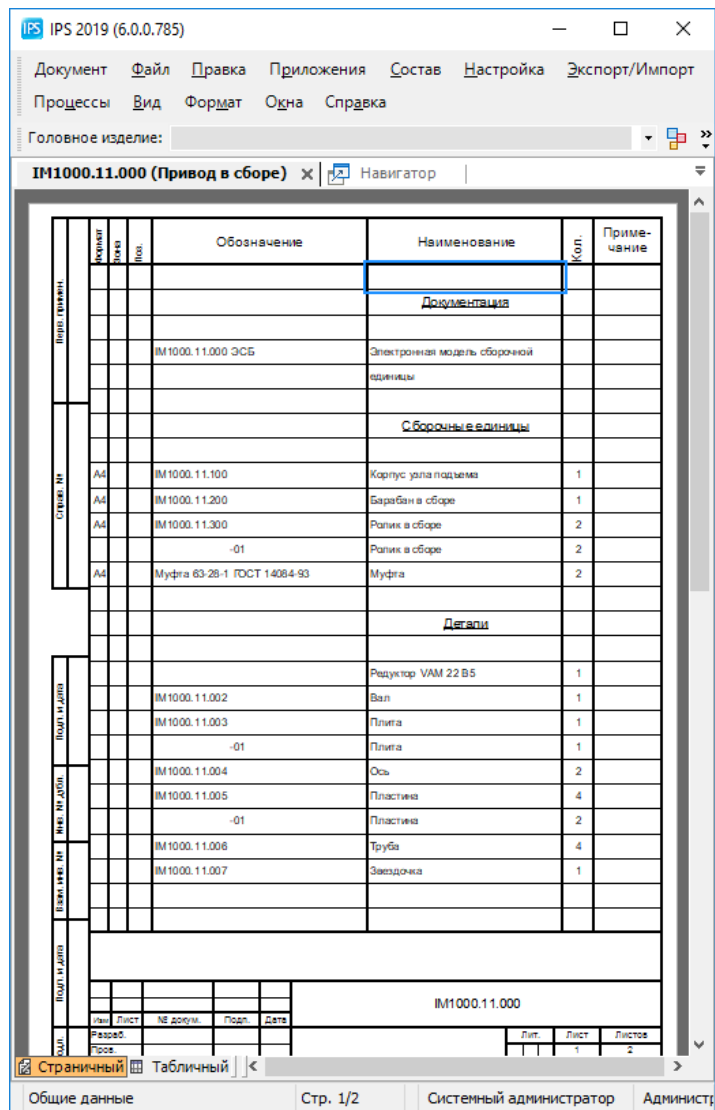 IPS IPS 2019 (6.0.0.785)
Документ Файл Правка Приложения Состав Настройка Экспорт/Импорт
Процессы Вид Формат Окна Справка
Головное изделие:
IM1000.11.000 (Привод в сборе) Навигатор
Формат Зона Поз. Обозначение Наименование Кол. Приме-
чание
Перв. примен.
Документация
IM1000.11.000 ЭСБ Электронная модель сборочной
единицы
Сборочные единицы
Справ. №
А4 IM1000.11.100 Корпус узла подъема 1
А4 IM1000.11.200 Барабан в сборе 1
А4 IM1000.11.300 Ролик в сборе 2
-01 Ролик в сборе 2
А4 Муфта 63-28-1 ГОСТ 14084-93 Муфта 2
Детали
Редуктор VAM 22 B5 1
Подп. и дата
IM1000.11.002 Вал 1
IM1000.11.003 Плита 1
-01 Плита 1
IM1000.11.004 Ось 2
Инв. № дубл.
IM1000.11.005 Пластина 4
-01 Пластина 2
IM1000.11.006 Труба 4
Взам. инв. №
IM1000.11.007 Звездочка 1
Подп. и дата
IM1000.11.000
Изм Лист № докум. Подп. Дата
Разраб. Лит. Лист Листов
Пров. 1 2
Страничный Табличный
Общие данные Стр. 1/2 Системный администратор Админист